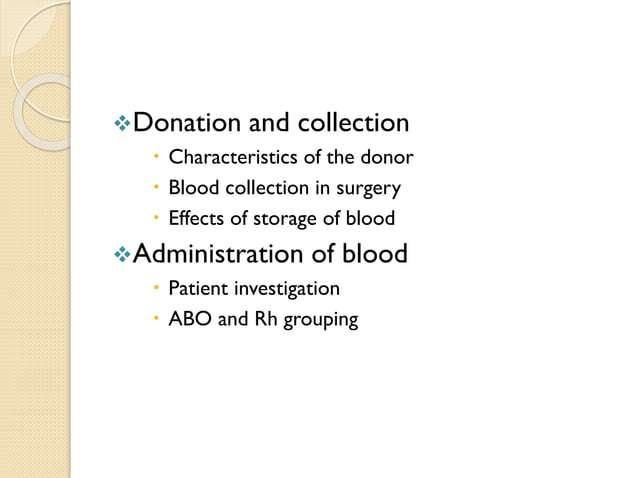 ❖Donation and collection
• Characteristics of the donor
• Blood collection in surgery
• Effects of storage of blood
❖Administration of blood
• Patient investigation
• ABO and Rh grouping